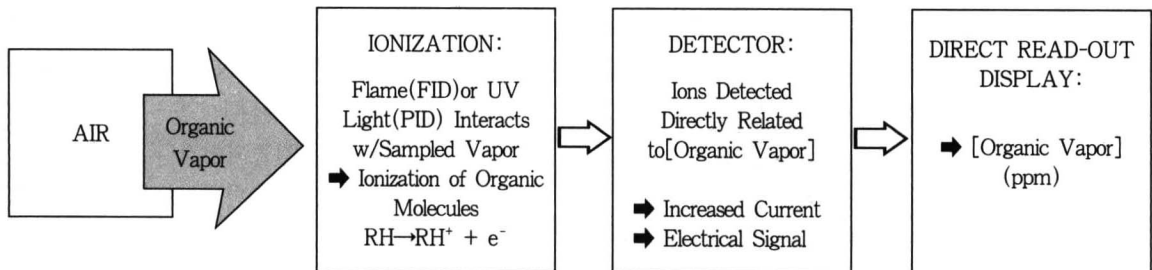 AIR
Organic
Vapor
IONIZATION:
Flame(FID)or UV
Light(PID) Interacts
w/Sampled Vapor
➡ Ionization of Organic
Molecules
RH→RH⁺ + e⁻
DETECTOR:
Ions Detected
Directly Related
to[Organic Vapor]
➡ Increased Current
➡ Electrical Signal
DIRECT READ-OUT
DISPLAY:
➡ [Organic Vapor]
(ppm)